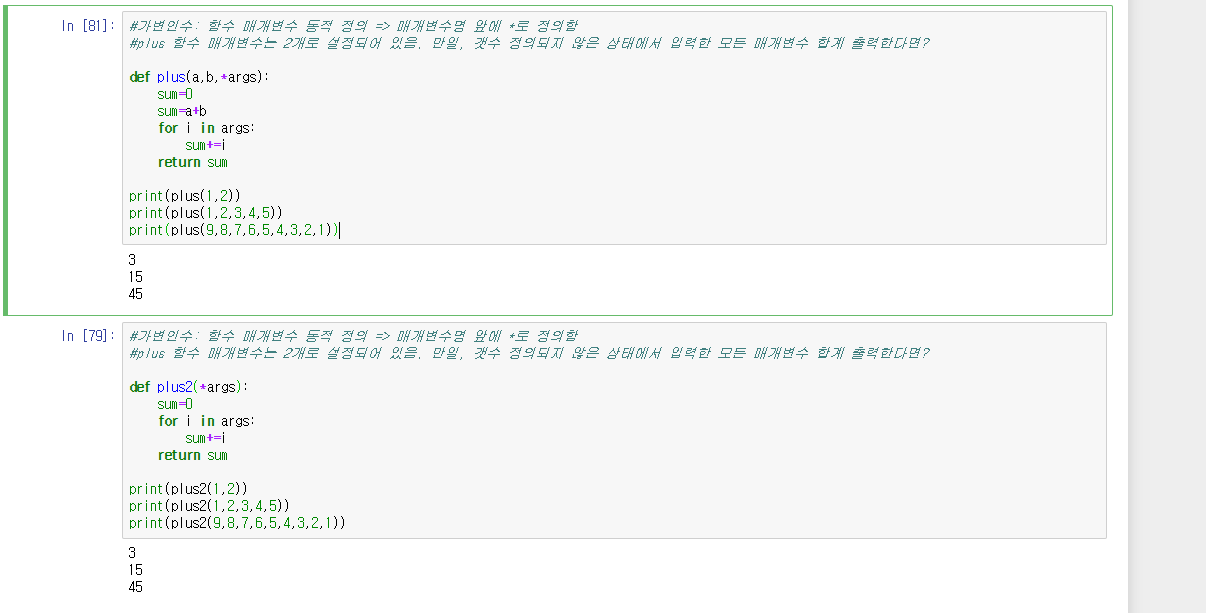 In [81]:
#가변인수: 함수 매개변수 동적 정의 => 매개변수명 앞에 *로 정의함
#plus 함수 매개변수는 2개로 설정되어 있음. 만일, 갯수 정의되지 않은 상태에서 입력한 모든 매개변수 합계 출력한다면?
def plus(a,b,*args):
    sum=0
    sum=a+b
    for i in args:
        sum+=i
    return sum
print(plus(1,2))
print(plus(1,2,3,4,5))
print(plus(9,8,7,6,5,4,3,2,1))
3
15
45
In [79]:
#가변인수: 함수 매개변수 동적 정의 => 매개변수명 앞에 *로 정의함
#plus 함수 매개변수는 2개로 설정되어 있음. 만일, 갯수 정의되지 않은 상태에서 입력한 모든 매개변수 합계 출력한다면?
def plus2(*args):
    sum=0
    for i in args:
        sum+=i
    return sum
print(plus2(1,2))
print(plus2(1,2,3,4,5))
print(plus2(9,8,7,6,5,4,3,2,1))
3
15
45